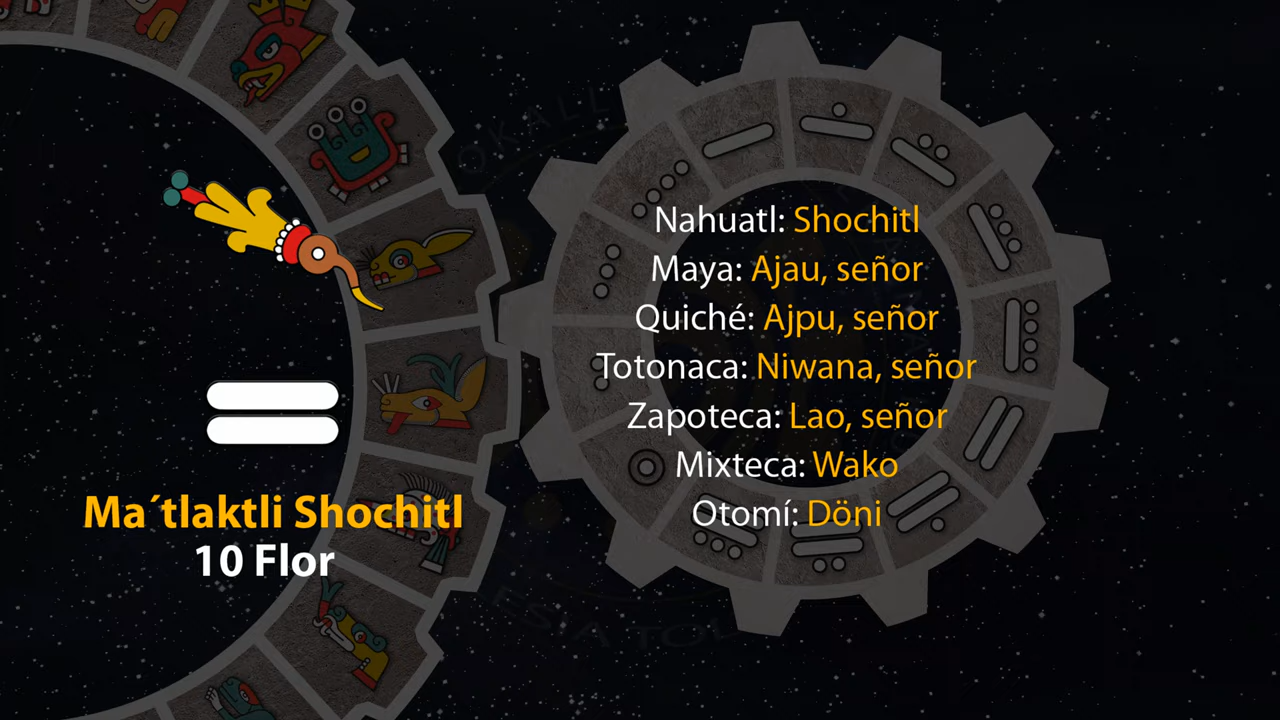 Nahuatl: Shochitl
Maya: Ajau, señor
Quiché: Ajpu, señor
Totonaca: Niwana, señor
Zapoteca: Lao, señor
Mixteca: Wako
Otomí: Döni
Ma´tlaktli Shochitl
10 Flor